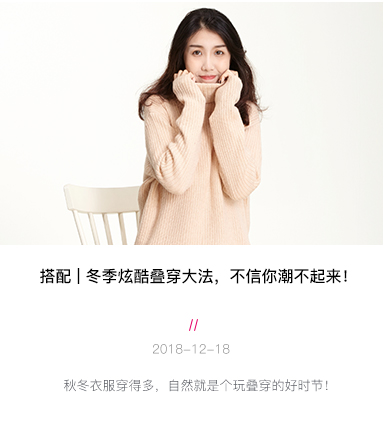 搭配 | 冬季炫酷叠穿大法，不信你潮不起来！
//
2018-12-18
秋冬衣服穿得多，自然就是个玩叠穿的好时节！